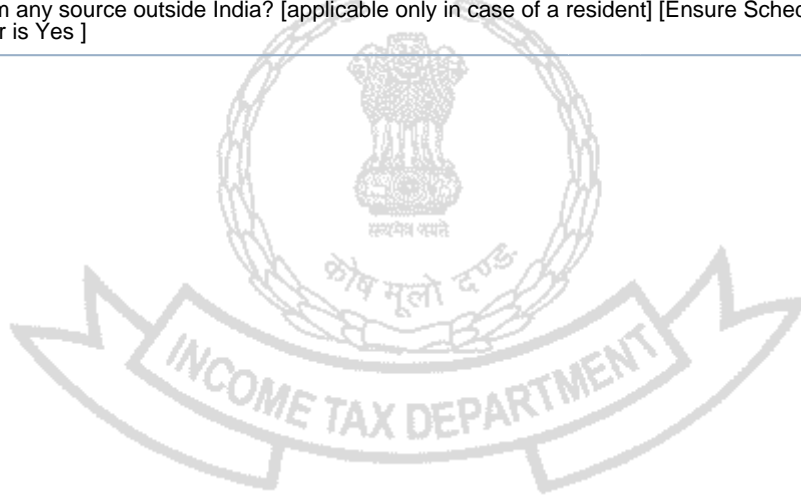 m any source outside India? [applicable only in case of a resident] [Ensure Sched
r is Yes ]
सत्यमेव जयते
कोष मूलो दण्डः
INCOME TAX DEPARTMENT